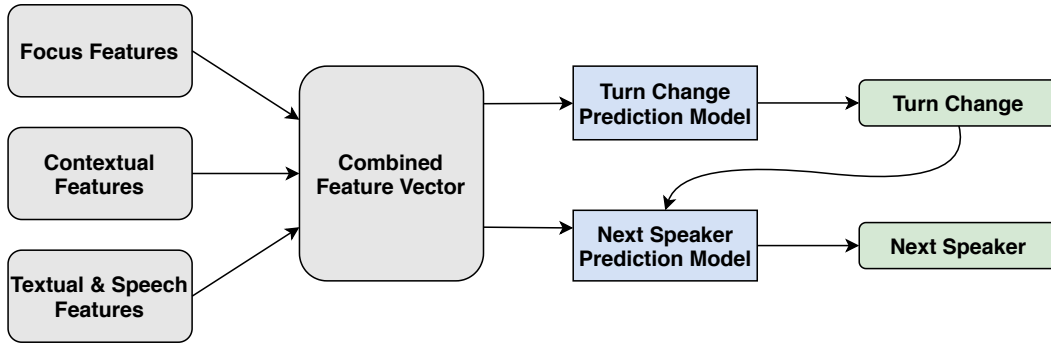 Focus Features
Contextual
Features
Textual & Speech
Features
Combined
Feature Vector
Turn Change
Prediction Model
Next Speaker
Prediction Model
Turn Change
Next Speaker